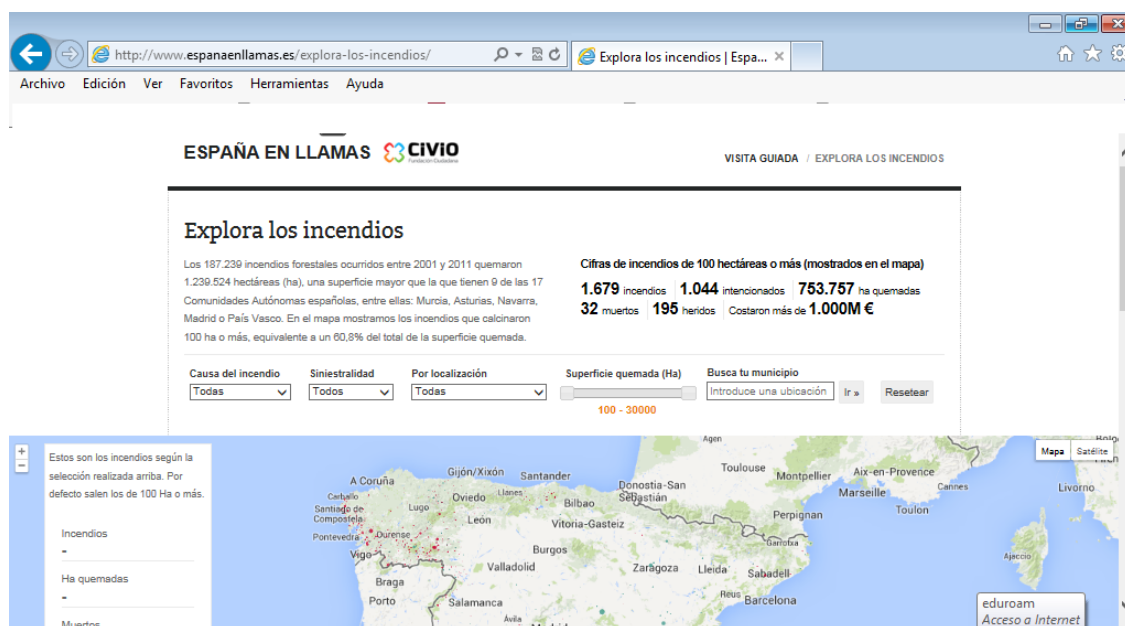 http://www.espanaenllamas.es/explora-los-incendios/
Explora los incendios | Espa...
Archivo Edición Ver Favoritos Herramientas Ayuda
ESPAÑA EN LLAMAS CIVIO
Fundación Ciudadana
VISITA GUIADA / EXPLORA LOS INCENDIOS
Explora los incendios
Los 187.239 incendios forestales ocurridos entre 2001 y 2011 quemaron
1.239.524 hectáreas (ha), una superficie mayor que la que tienen 9 de las 17
Comunidades Autónomas españolas, entre ellas: Murcia, Asturias, Navarra,
Madrid o País Vasco. En el mapa mostramos los incendios que calcinaron
100 ha o más, equivalente a un 60,8% del total de la superficie quemada.
Cifras de incendios de 100 hectáreas o más (mostrados en el mapa)
1.679 incendios 1.044 intencionados 753.757 ha quemadas
32 muertos 195 heridos Costaron más de 1.000M €
Causa del incendio Siniestralidad Por localización Superficie quemada (Ha) Busca tu municipio
Todas Todos Todas Introduce una ubicación Ir » Resetear
100 - 30000
+
-
Estos son los incendios según la
selección realizada arriba. Por
defecto salen los de 100 Ha o más.
Incendios
-
Ha quemadas
-
Muertos
Mapa Satélite
Agen
Toulouse
Montpellier
Aix-en-Provence
Marseille
Cannes
Toulon
Livorno
A Coruña
Gijón/Xixón
Santander
Donostia-San
Sebastián
Carballo
Santiago de
Compostela
Lugo
Oviedo
Llanes
Bilbao
Vitoria-Gasteiz
León
Perpignan
Pontevedra
Ourense
Vigo
Burgos
Garrotxa
Ajaccio
Valladolid
Zaragoza
Lleida
Sabadell
Braga
Porto
Salamanca
Reus
Barcelona
Ávila
eduroam
Acceso a Internet